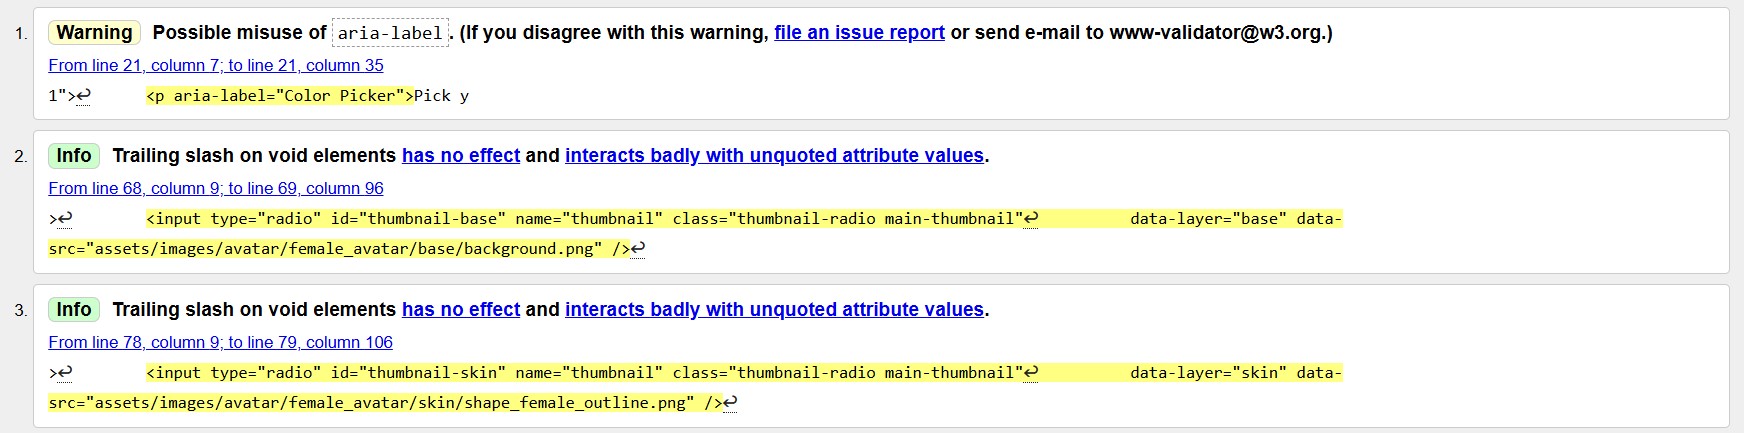 1. Warning Possible misuse of aria-label. (If you disagree with this warning, file an issue report or send e-mail to www-validator@w3.org.)
From line 21, column 7; to line 21, column 35
1">↩ <p aria-label="Color Picker">Pick y
2. Info Trailing slash on void elements has no effect and interacts badly with unquoted attribute values.
From line 68, column 9; to line 69, column 96
>↩ <input type="radio" id="thumbnail-base" name="thumbnail" class="thumbnail-radio main-thumbnail"↩ data-layer="base" data-
src="assets/images/avatar/female_avatar/base/background.png" />↩
3. Info Trailing slash on void elements has no effect and interacts badly with unquoted attribute values.
From line 78, column 9; to line 79, column 106
>↩ <input type="radio" id="thumbnail-skin" name="thumbnail" class="thumbnail-radio main-thumbnail"↩ data-layer="skin" data-
src="assets/images/avatar/female_avatar/skin/shape_female_outline.png" />↩